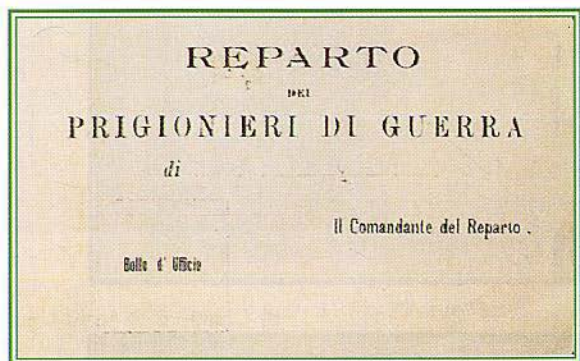 REPARTO
DEI
PRIGIONIERI DI GUERRA
di
Il Comandante del Reparto .
Bollo d' Ufficio